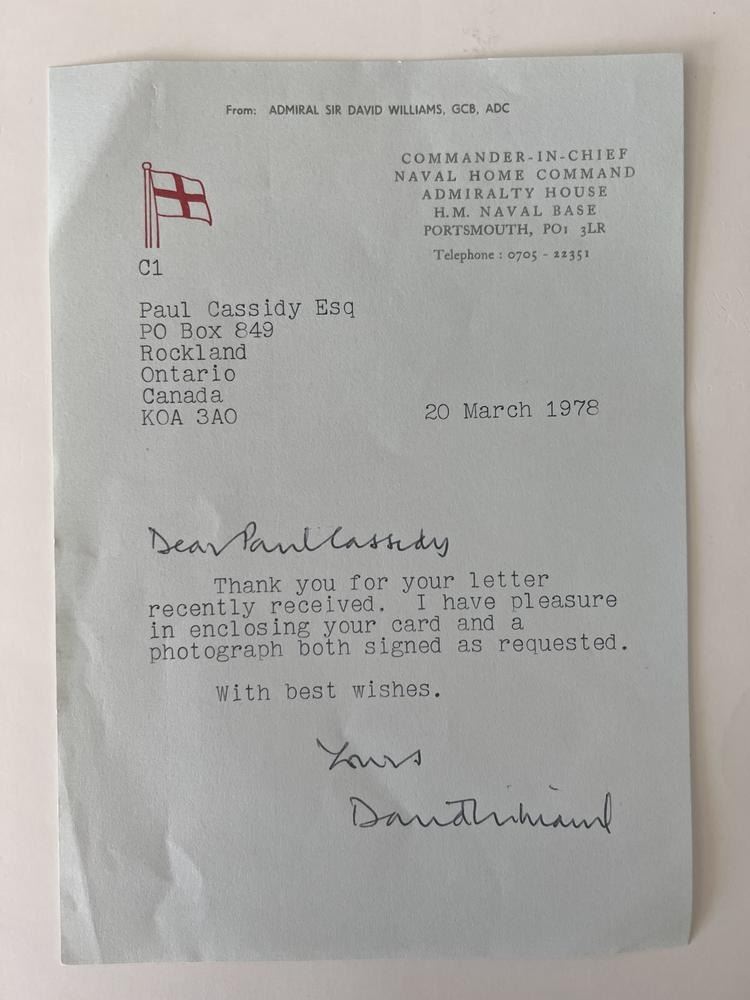 From: ADMIRAL SIR DAVID WILLIAMS, GCB, ADC
COMMANDER-IN-CHIEF
NAVAL HOME COMMAND
ADMIRALTY HOUSE
H.M. NAVAL BASE
PORTSMOUTH, PO1 3LR
Telephone : 0705 - 22351
C1
Paul Cassidy Esq
PO Box 849
Rockland
Ontario
Canada
KOA 3AO
20 March 1978
Dear Paul Cassidy
Thank you for your letter
recently received. I have pleasure
in enclosing your card and a
photograph both signed as requested.
With best wishes.
Yours
David Williams